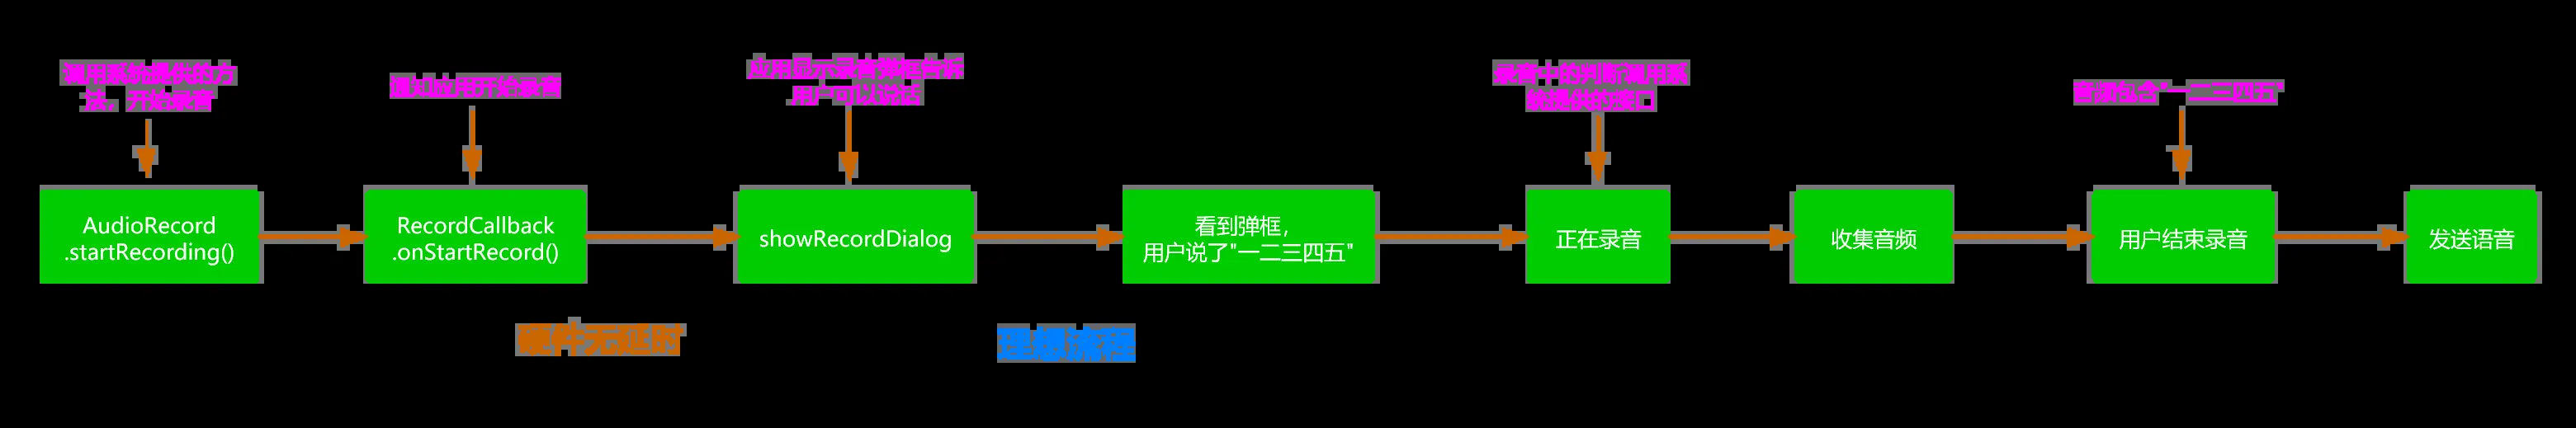 调用系统提供的方
法，开始录音
通知应用开始录音
应用显示录音弹框告诉
用户可以说话
录音中的判断调用系
统提供的接口
音频包含"一二三四五"
AudioRecord
.startRecording()
RecordCallback
.onStartRecord()
showRecordDialog
看到弹框，
用户说了"一二三四五"
正在录音
收集音频
用户结束录音
发送语音
硬件无延时
理想流程